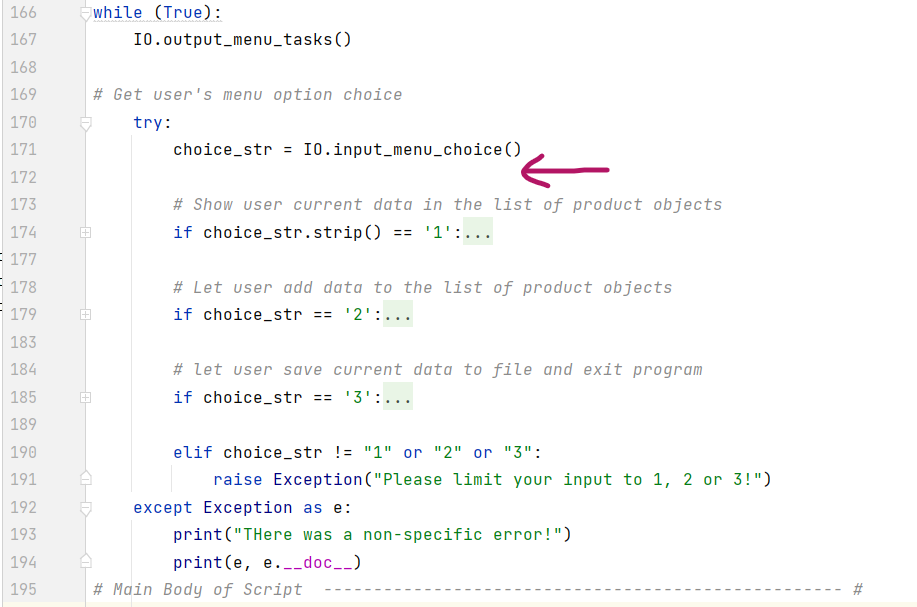 166 while (True):
167 IO.output_menu_tasks()
168
169 # Get user's menu option choice
170 try:
171 choice_str = IO.input_menu_choice()
172
173 # Show user current data in the list of product objects
174 if choice_str.strip() == '1':...
177
178 # Let user add data to the list of product objects
179 if choice_str == '2':...
183
184 # let user save current data to file and exit program
185 if choice_str == '3':...
189
190 elif choice_str != "1" or "2" or "3":
191 raise Exception("Please limit your input to 1, 2 or 3!")
192 except Exception as e:
193 print("THere was a non-specific error!")
194 print(e, e.__doc__)
195 # Main Body of Script ---------------------------------------------------- #